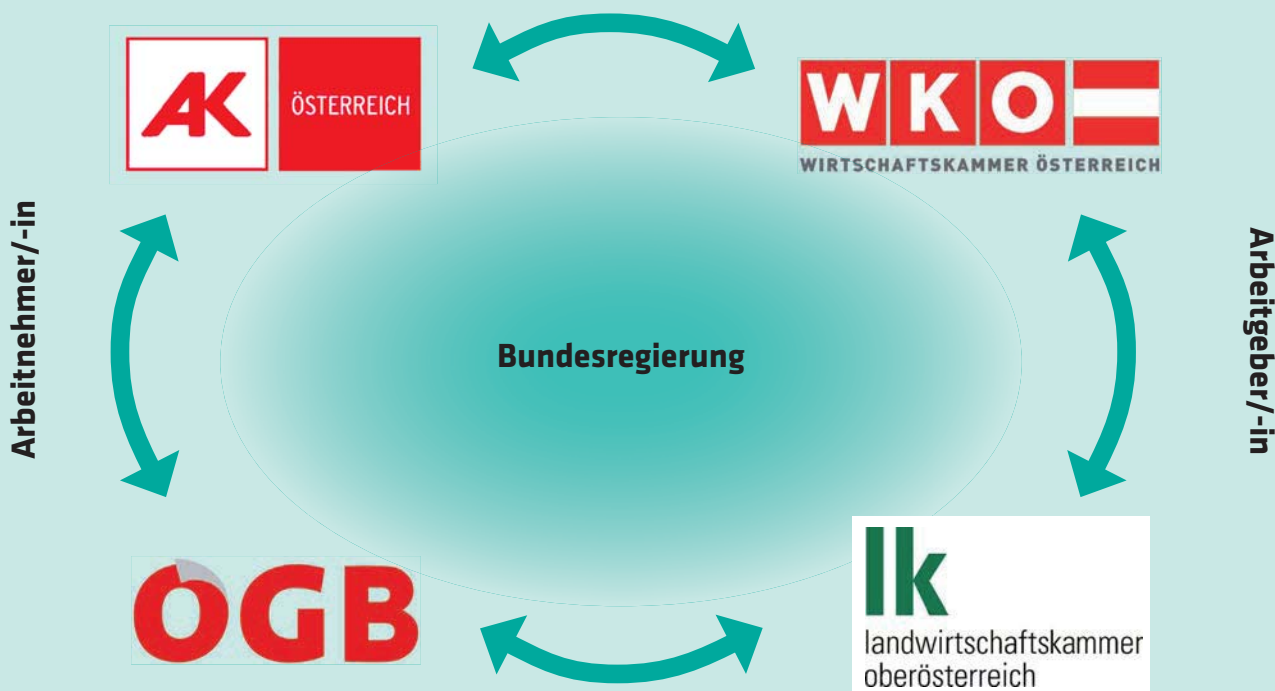 AK
ÖSTERREICH
WKO
WIRTSCHAFTSKAMMER ÖSTERREICH
Arbeitnehmer/-in
Bundesregierung
Arbeitgeber/-in
ÖGB
lk
landwirtschaftskammer
oberösterreich